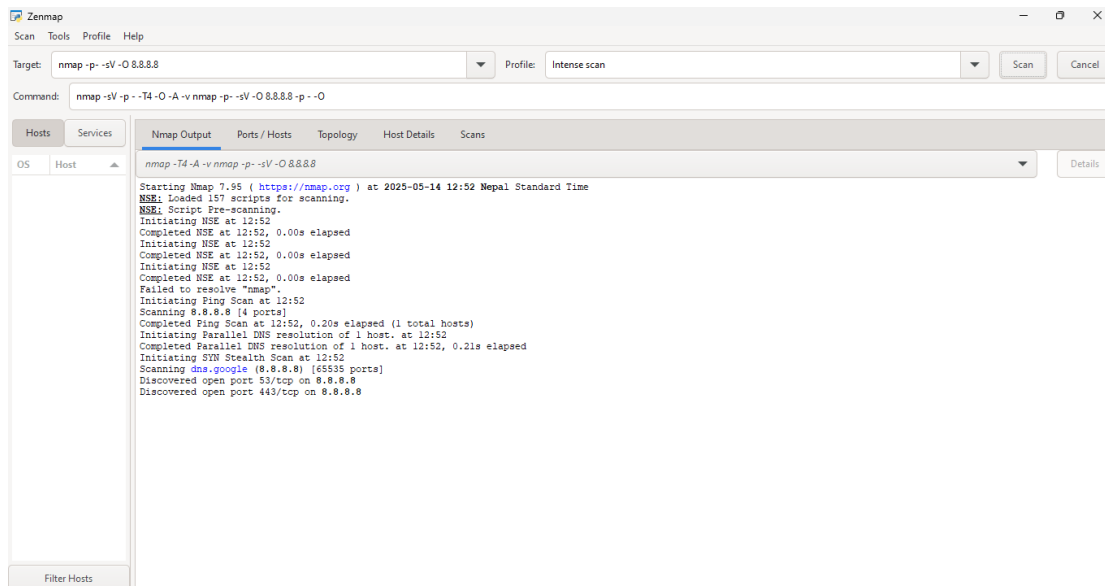 Zenmap
Scan Tools Profile Help
Target: nmap -p- -sV -O 8.8.8.8 Profile: Intense scan Scan Cancel
Command: nmap -sV -p - -T4 -O -A -v nmap -p- -sV -O 8.8.8.8 -p - -O
Hosts Services Nmap Output Ports / Hosts Topology Host Details Scans
OS Host nmap -T4 -A -v nmap -p- -sV -O 8.8.8.8 Details
Starting Nmap 7.95 ( https://nmap.org ) at 2025-05-14 12:52 Nepal Standard Time
NSE: Loaded 157 scripts for scanning.
NSE: Script Pre-scanning.
Initiating NSE at 12:52
Completed NSE at 12:52, 0.00s elapsed
Initiating NSE at 12:52
Completed NSE at 12:52, 0.00s elapsed
Initiating NSE at 12:52
Completed NSE at 12:52, 0.00s elapsed
Failed to resolve "nmap".
Initiating Ping Scan at 12:52
Scanning 8.8.8.8 [4 ports]
Completed Ping Scan at 12:52, 0.20s elapsed (1 total hosts)
Initiating Parallel DNS resolution of 1 host. at 12:52
Completed Parallel DNS resolution of 1 host. at 12:52, 0.21s elapsed
Initiating SYN Stealth Scan at 12:52
Scanning dns.google (8.8.8.8) [65535 ports]
Discovered open port 53/tcp on 8.8.8.8
Discovered open port 443/tcp on 8.8.8.8
Filter Hosts